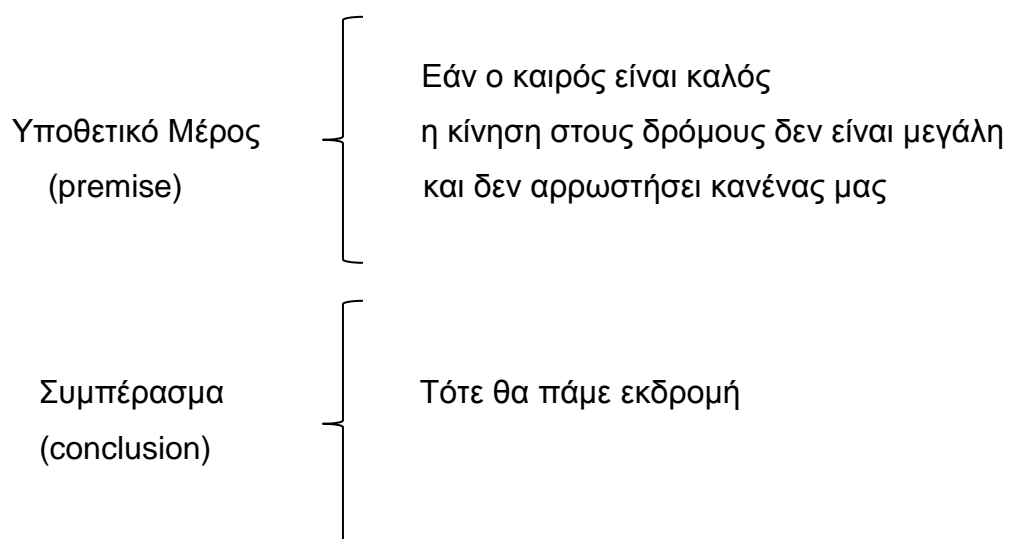 Υποθετικό Μέρος
(premise)
Εάν ο καιρός είναι καλός
η κίνηση στους δρόμους δεν είναι μεγάλη
και δεν αρρωστήσει κανένας μας
Συμπέρασμα
(conclusion)
Τότε θα πάμε εκδρομή